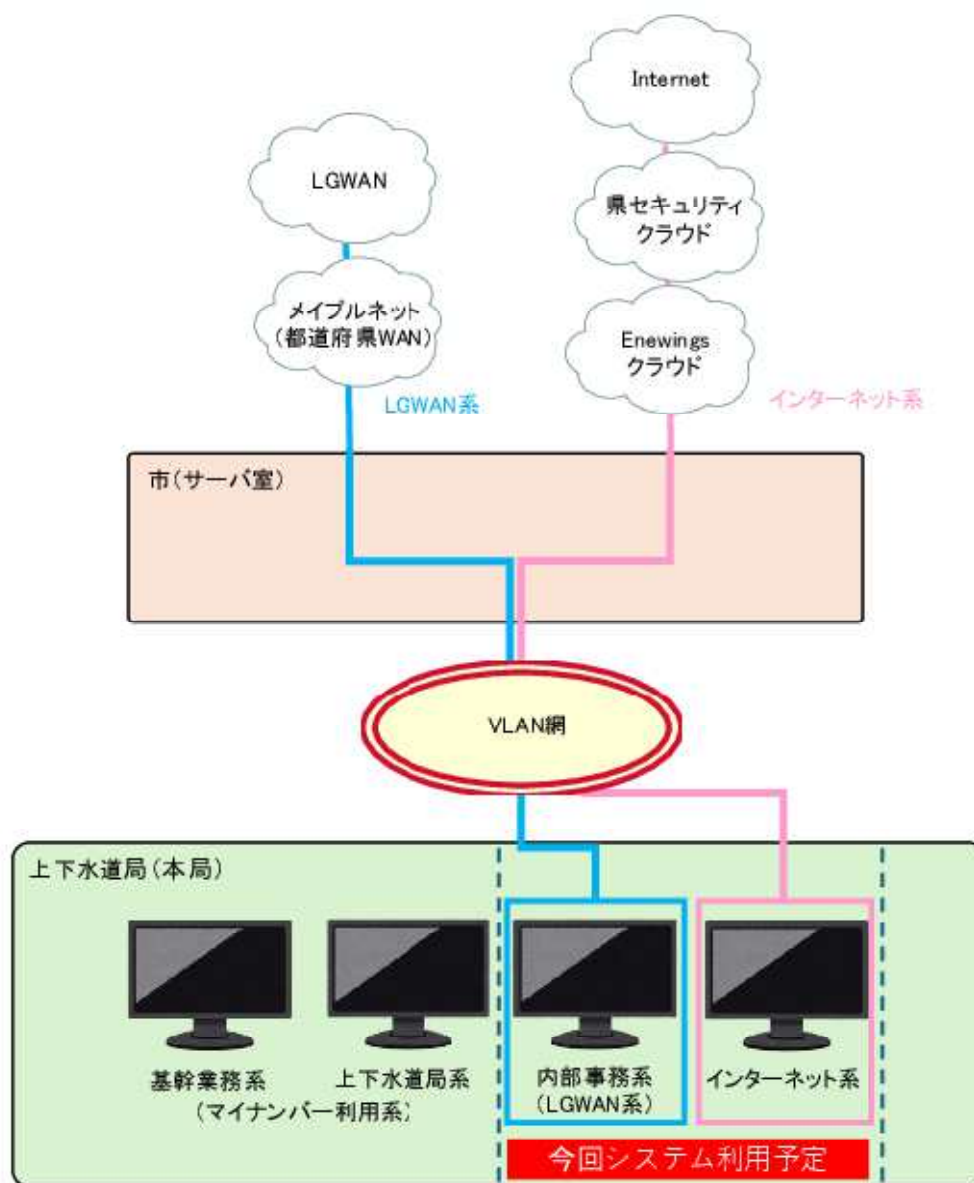 Internet
LGWAN
県セキュリティ
クラウド
メイプルネット
(都道府県WAN)
Enewings
クラウド
LGWAN系
インターネット系
市(サーバ室)
VLAN網
上下水道局(本局)
基幹業務系
上下水道局系
(マイナンバー利用系)
内部事務系
(LGWAN系)
インターネット系
今回システム利用予定